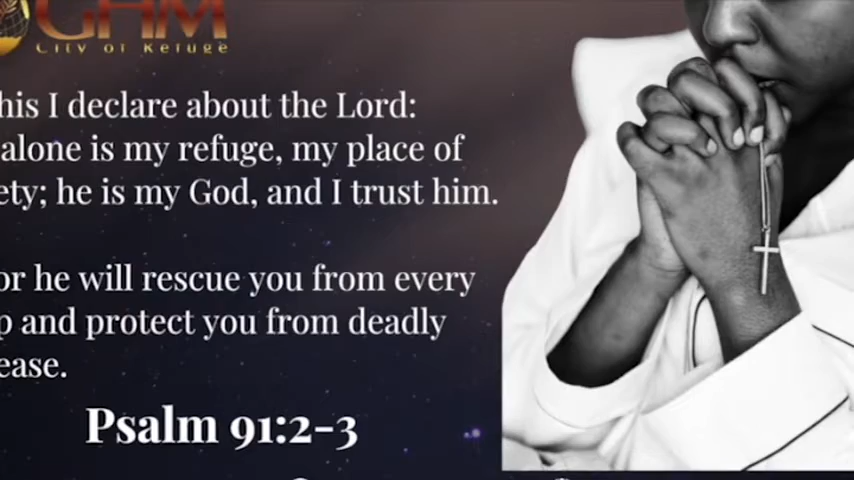 GHM
City of Refuge
his I declare about the Lord:
alone is my refuge, my place of
ety; he is my God, and I trust him.
or he will rescue you from every
p and protect you from deadly
ease.
Psalm 91:2-3